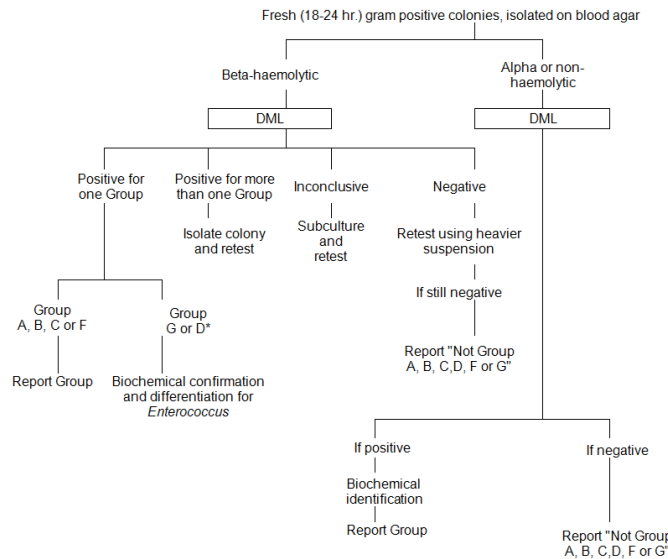 Fresh (18-24 hr.) gram positive colonies, isolated on blood agar
Beta-haemolytic
Alpha or non-
haemolytic
DML
DML
Positive for
one Group
Positive for more
than one Group
Inconclusive
Negative
Isolate colony
and retest
Subculture
and
retest
Retest using heavier
suspension
If still negative
Group
A, B, C or F
Group
G or D*
Report "Not Group
A, B, C,D, F or G"
Report Group
Biochemical confirmation
and differentiation for
Enterococcus
If positive
If negative
Biochemical
identification
Report Group
Report "Not Group
A, B, C,D, F or G"